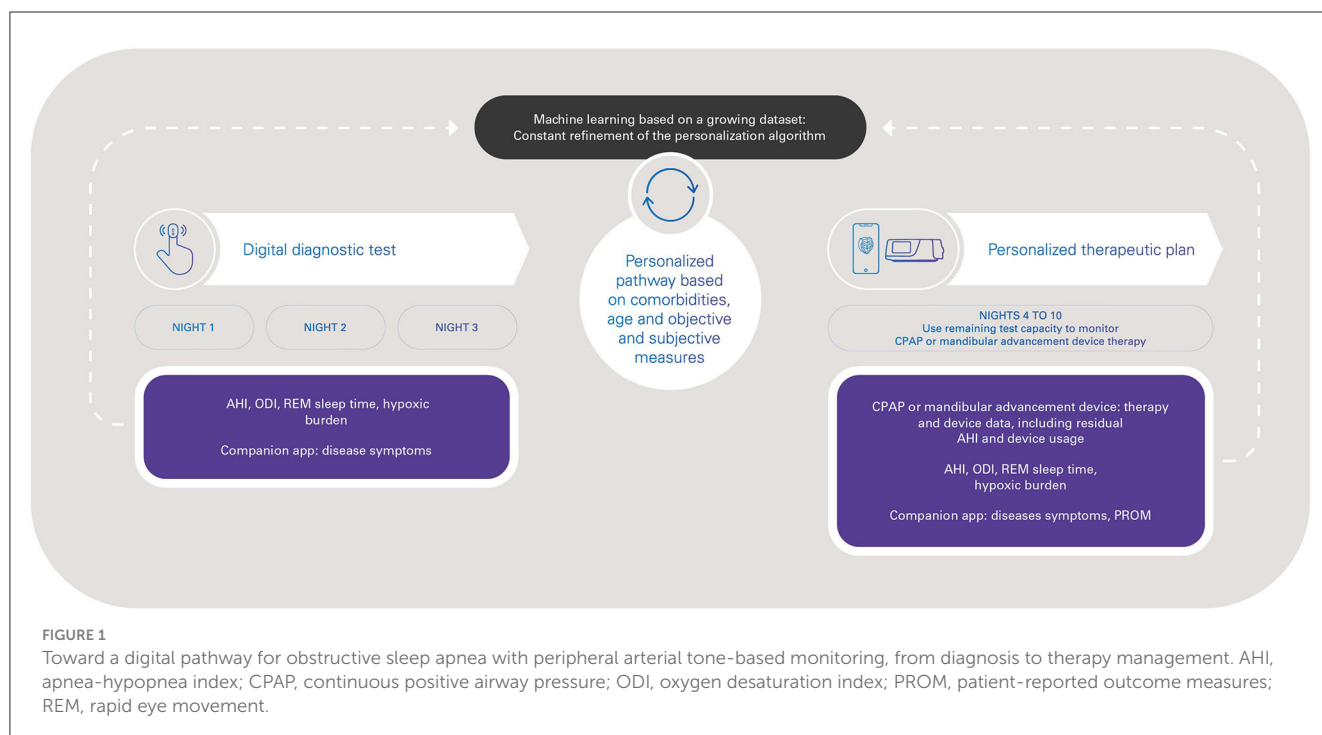 Machine learning based on a growing dataset:
Constant refinement of the personalization algorithm
Digital diagnostic test
NIGHT 1
NIGHT 2
NIGHT 3
AHI, ODI, REM sleep time, hypoxic
burden
Companion app: disease symptoms
Personalized
pathway based
on comorbidities,
age and objective
and subjective
measures
Personalized therapeutic plan
NIGHTS 4 TO 10
Use remaining test capacity to monitor
CPAP or mandibular advancement device therapy
CPAP or mandibular advancement device: therapy
and device data, including residual
AHI and device usage
AHI, ODI, REM sleep time,
hypoxic burden
Companion app: diseases symptoms, PROM
FIGURE 1
Toward a digital pathway for obstructive sleep apnea with peripheral arterial tone-based monitoring, from diagnosis to therapy management. AHI,
apnea-hypopnea index; CPAP, continuous positive airway pressure; ODI, oxygen desaturation index; PROM, patient-reported outcome measures;
REM, rapid eye movement.